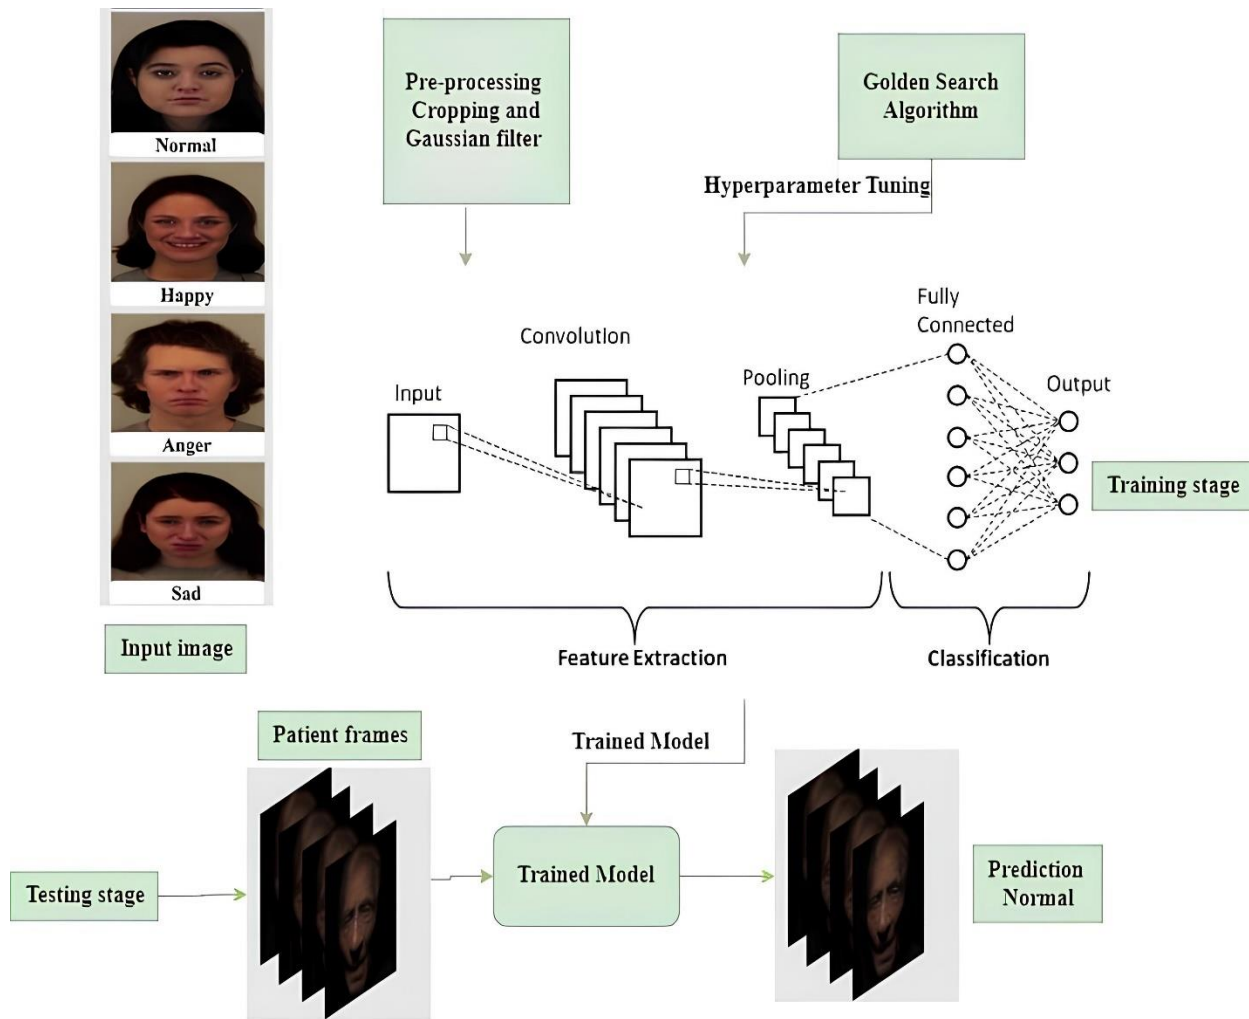 Normal
Happy
Anger
Sad
Input image
Pre-processing
Cropping and
Gaussian filter
Golden Search
Algorithm
Hyperparameter Tuning
Input
Convolution
Pooling
Fully
Connected
Output
Training stage
Feature Extraction
Classification
Patient frames
Trained Model
Testing stage
Trained Model
Prediction
Normal